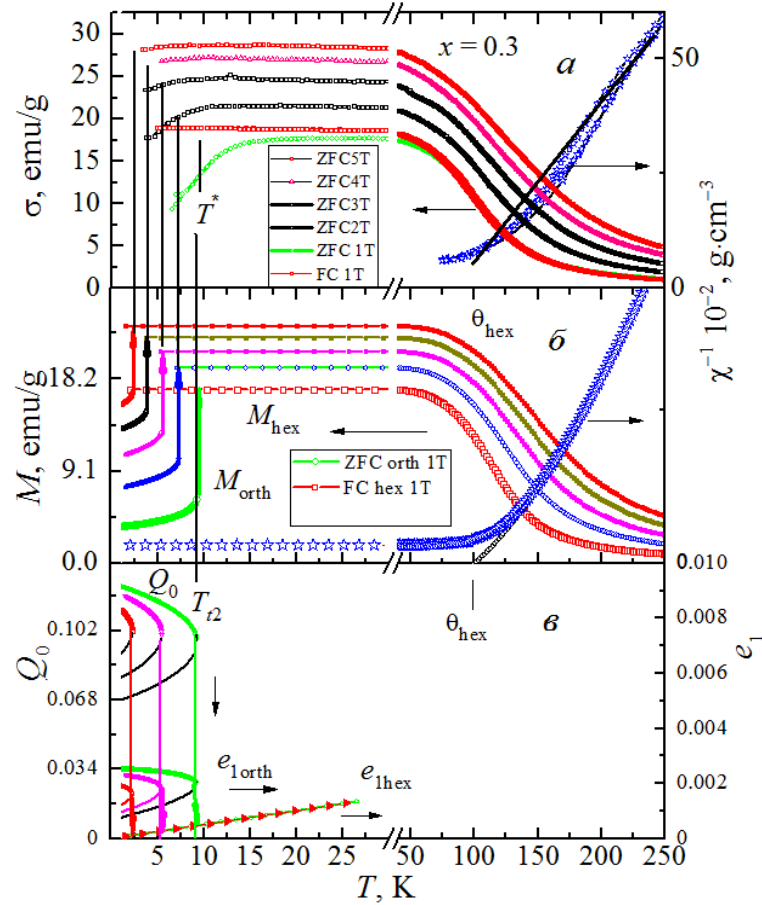 30
25
20
15
10
5
0
σ, emu/g
x = 0.3
a
50
0
ZFC5T
ZFC4T
ZFC3T
ZFC2T
ZFC 1T
FC 1T
T*
χ⁻¹ 10⁻², g·cm⁻³
18.2
9.1
0.0
M, emu/g
θhex
б
Mhex
Morth
ZFC orth 1T
FC hex 1T
0.102
0.068
0.034
0
Q0
Q0
Tt2
θhex
в
e1orth
e1hex
0.010
0.008
0.006
0.004
0.002
0
e1
5 10 15 20 25 50 100 150 200 250
T, K